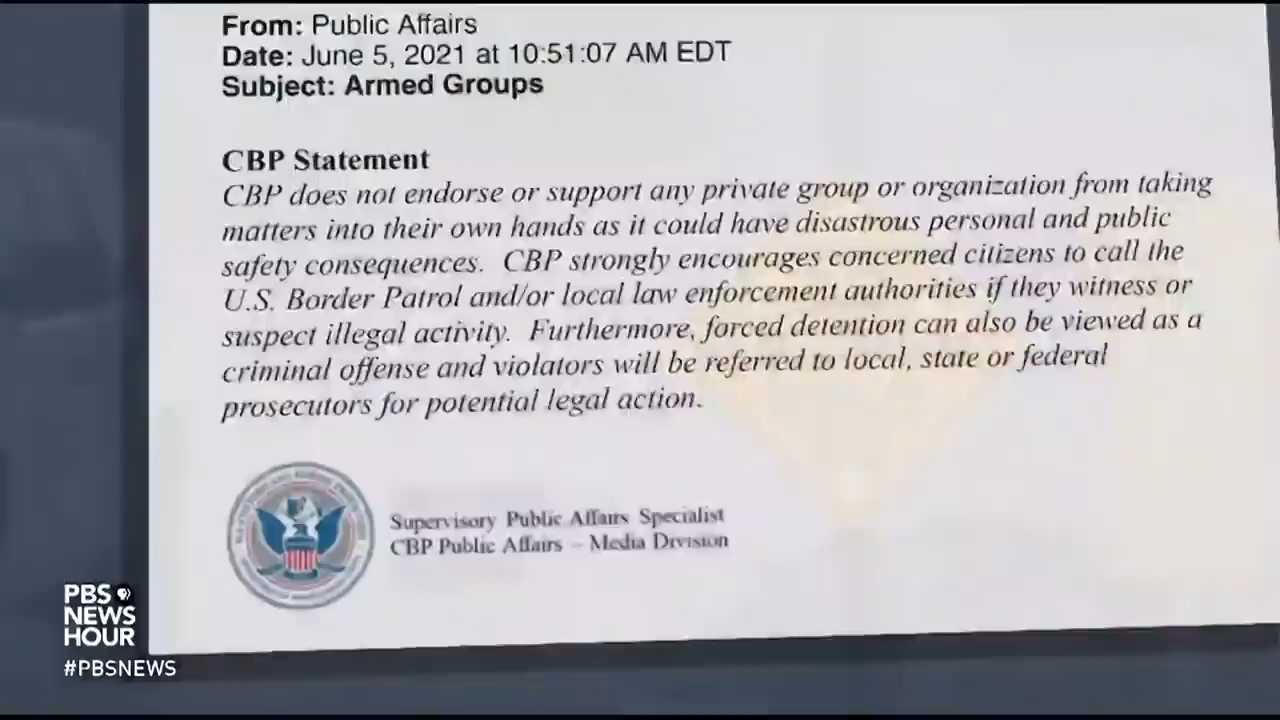 From: Public Affairs
Date: June 5, 2021 at 10:51:07 AM EDT
Subject: Armed Groups
CBP Statement
CBP does not endorse or support any private group or organization from taking
matters into their own hands as it could have disastrous personal and public
safety consequences. CBP strongly encourages concerned citizens to call the
U.S. Border Patrol and/or local law enforcement authorities if they witness or
suspect illegal activity. Furthermore, forced detention can also be viewed as a
criminal offense and violators will be referred to local, state or federal
prosecutors for potential legal action.
Supervisory Public Affairs Specialist
CBP Public Affairs – Media Division
PBS
NEWS
HOUR
#PBSNEWS